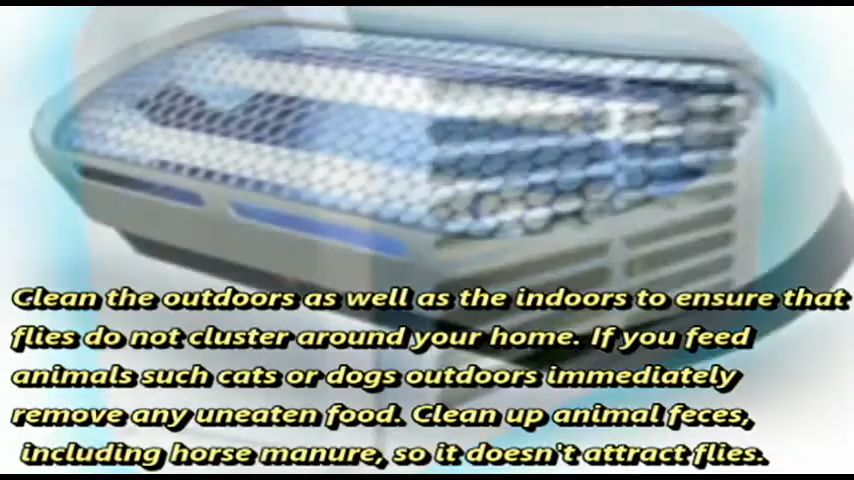 Clean the outdoors as well as the indoors to ensure that
flies do not cluster around your home. If you feed
animals such cats or dogs outdoors immediately
remove any uneaten food. Clean up animal feces,
including horse manure, so it doesn't attract flies.